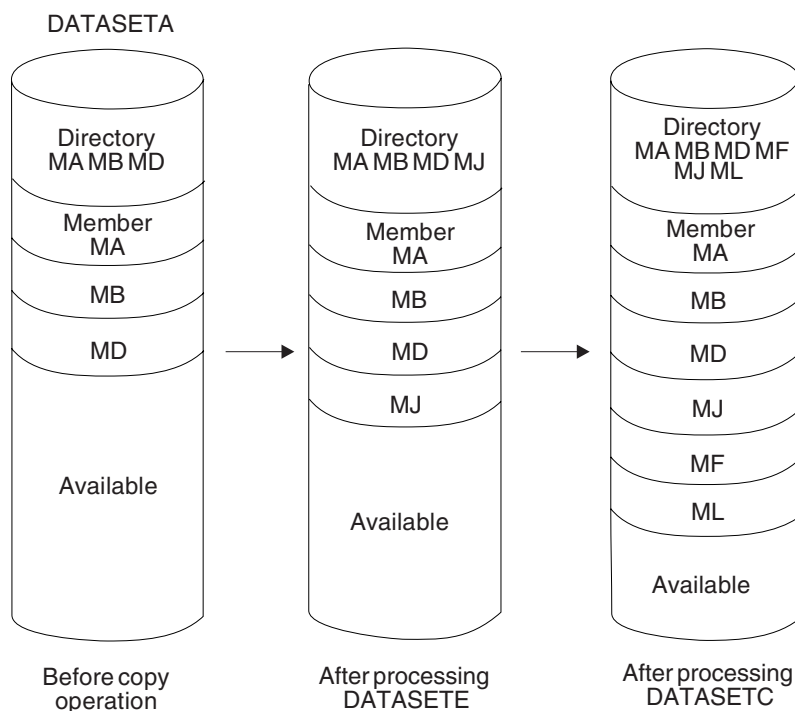 DATASETA
Directory
MA MB MD
Member
MA
MB
MD
Available
Before copy
operation
Directory
MA MB MD MJ
Member
MA
MB
MD
MJ
Available
After processing
DATASETE
Directory
MA MB MD MF
MJ ML
Member
MA
MB
MD
MJ
MF
ML
Available
After processing
DATASETC